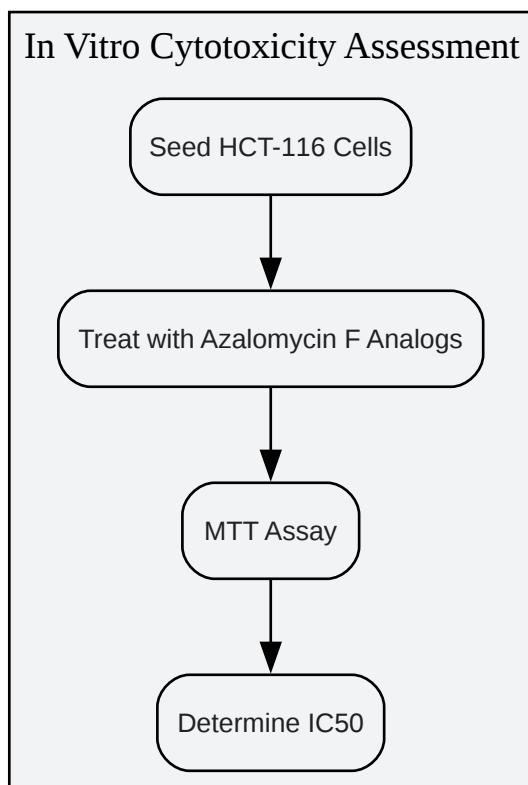 In Vitro Cytotoxicity Assessment
Seed HCT-116 Cells
Treat with Azalomycin F Analogs
MTT Assay
Determine IC50